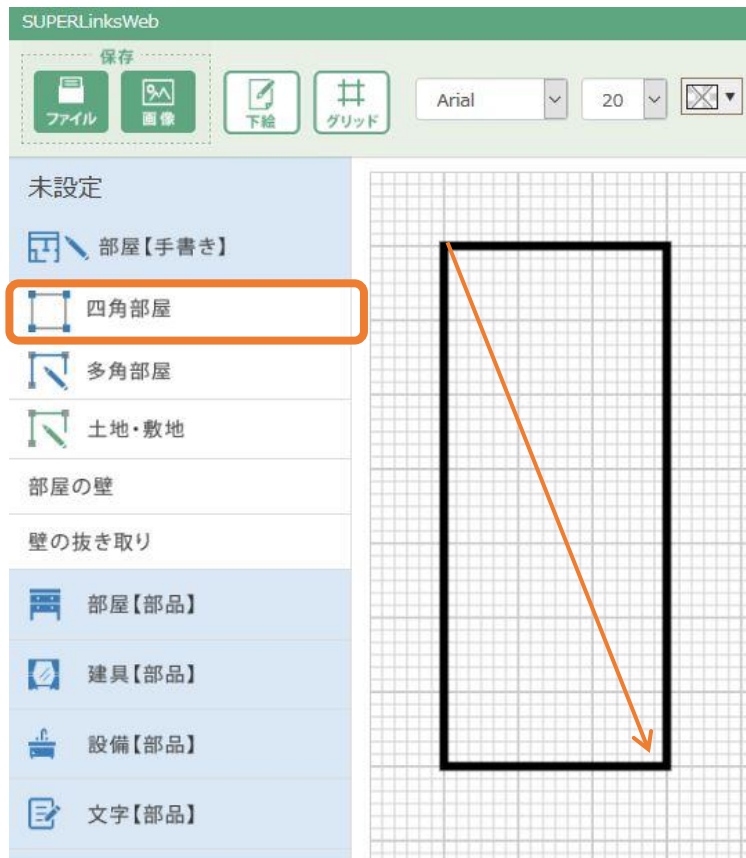 SUPERLinksWeb
保存
ファイル
画像
下絵
グリッド
Arial
20
未設定
部屋【手書き】
四角部屋
多角部屋
土地・敷地
部屋の壁
壁の抜き取り
部屋【部品】
建具【部品】
設備【部品】
文字【部品】